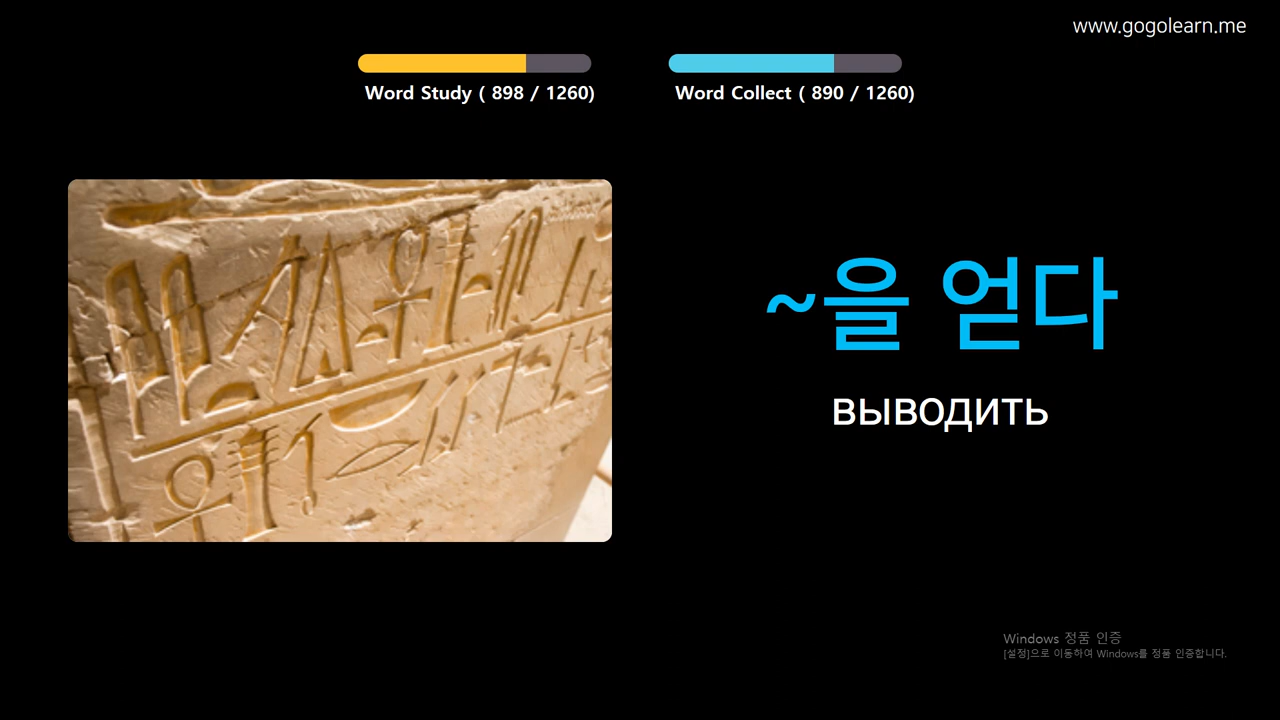 www.gogolearn.me
Word Study ( 898 / 1260)
Word Collect ( 890 / 1260)
~을 얻다
выводить
Windows 정품 인증
[설정]으로 이동하여 Windows를 정품 인증합니다.